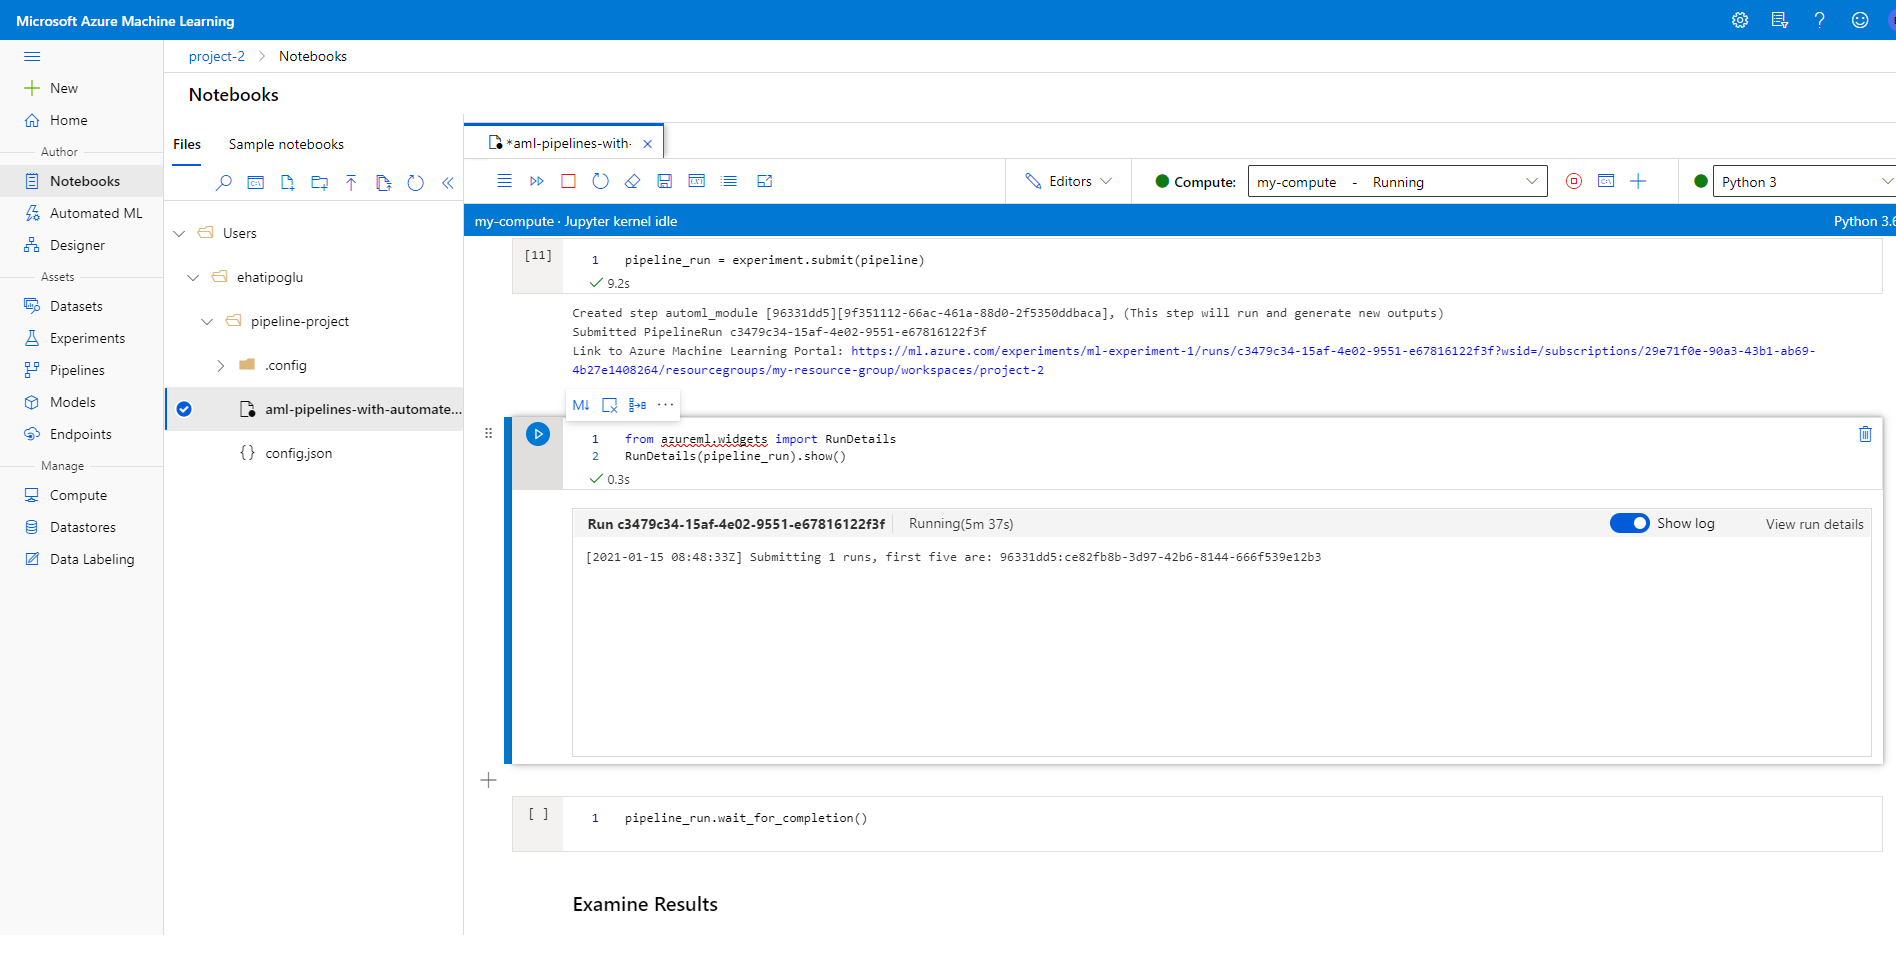 Microsoft Azure Machine Learning
New
Home
Author
Notebooks
Automated ML
Designer
Assets
Datasets
Experiments
Pipelines
Models
Endpoints
Manage
Compute
Datastores
Data Labeling
project-2 > Notebooks
Notebooks
Files Sample notebooks
Users
ehatipoglu
pipeline-project
.config
aml-pipelines-with-automate...
{} config.json
*aml-pipelines-with-
Editors Compute: my-compute - Running Python 3
my-compute · Jupyter kernel idle Python 3.6
[11] 1 pipeline_run = experiment.submit(pipeline)
9.2s
Created step automl_module [96331dd5][9f351112-66ac-461a-88d0-2f5350ddbaca], (This step will run and generate new outputs)
Submitted PipelineRun c3479c34-15af-4e02-9551-e67816122f3f
Link to Azure Machine Learning Portal: https://ml.azure.com/experiments/ml-experiment-1/runs/c3479c34-15af-4e02-9551-e67816122f3f?wsid=/subscriptions/29e71f0e-90a3-43b1-ab69-
4b27e1408264/resourcegroups/my-resource-group/workspaces/project-2
M↓ ···
1 from azureml.widgets import RunDetails
2 RunDetails(pipeline_run).show()
0.3s
Run c3479c34-15af-4e02-9551-e67816122f3f Running(5m 37s) Show log View run details
[2021-01-15 08:48:33Z] Submitting 1 runs, first five are: 96331dd5:ce82fb8b-3d97-42b6-8144-666f539e12b3
[ ] 1 pipeline_run.wait_for_completion()
Examine Results